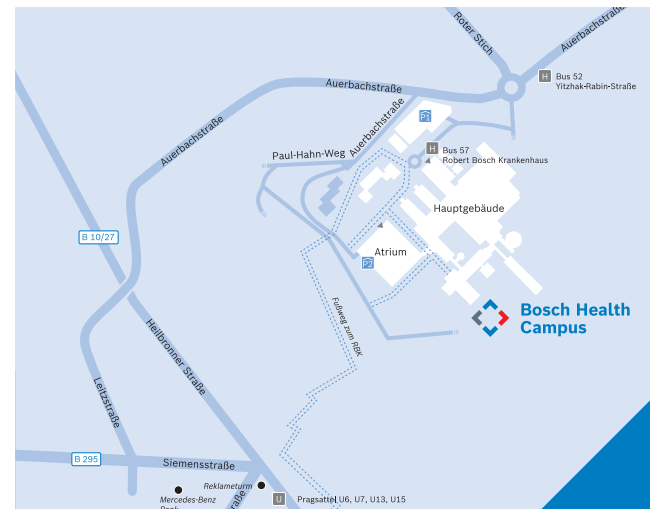 Roter Stich
Auerbachstraße
H
Bus 52
Yitzhak-Rabin-Straße
Auerbachstraße
P1
Auerbachstraße
Auerbachstraße
H
Bus 57
Robert Bosch Krankenhaus
Paul-Hahn-Weg
Hauptgebäude
B 10/27
Atrium
P2
Fußweg zum RBK
Bosch Health
Campus
Heilbronner Straße
Leitzstraße
B 295
Siemensstraße
Reklameturm
Mercedes-Benz
U
Pragsattel U6, U7, U13, U15